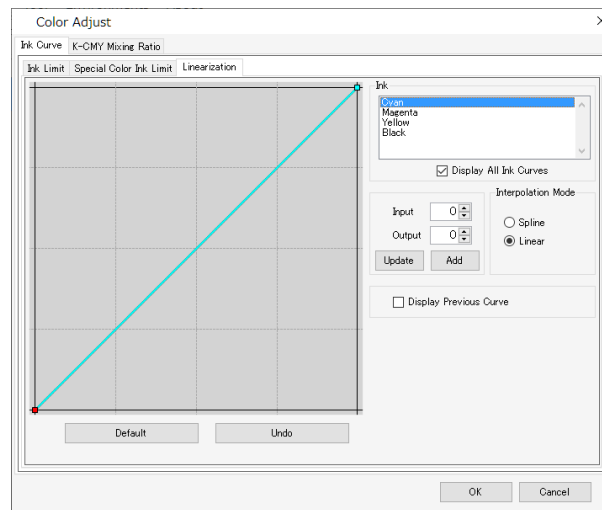 Color Adjust
Ink Curve K-CMY Mixing Ratio
Ink Limit Special Color Ink Limit Linearization
Ink
Cyan
Magenta
Yellow
Black
Display All Ink Curves
Interpolation Mode
Input 0
Output 0
Spline
Linear
Update Add
Display Previous Curve
Default Undo
OK Cancel